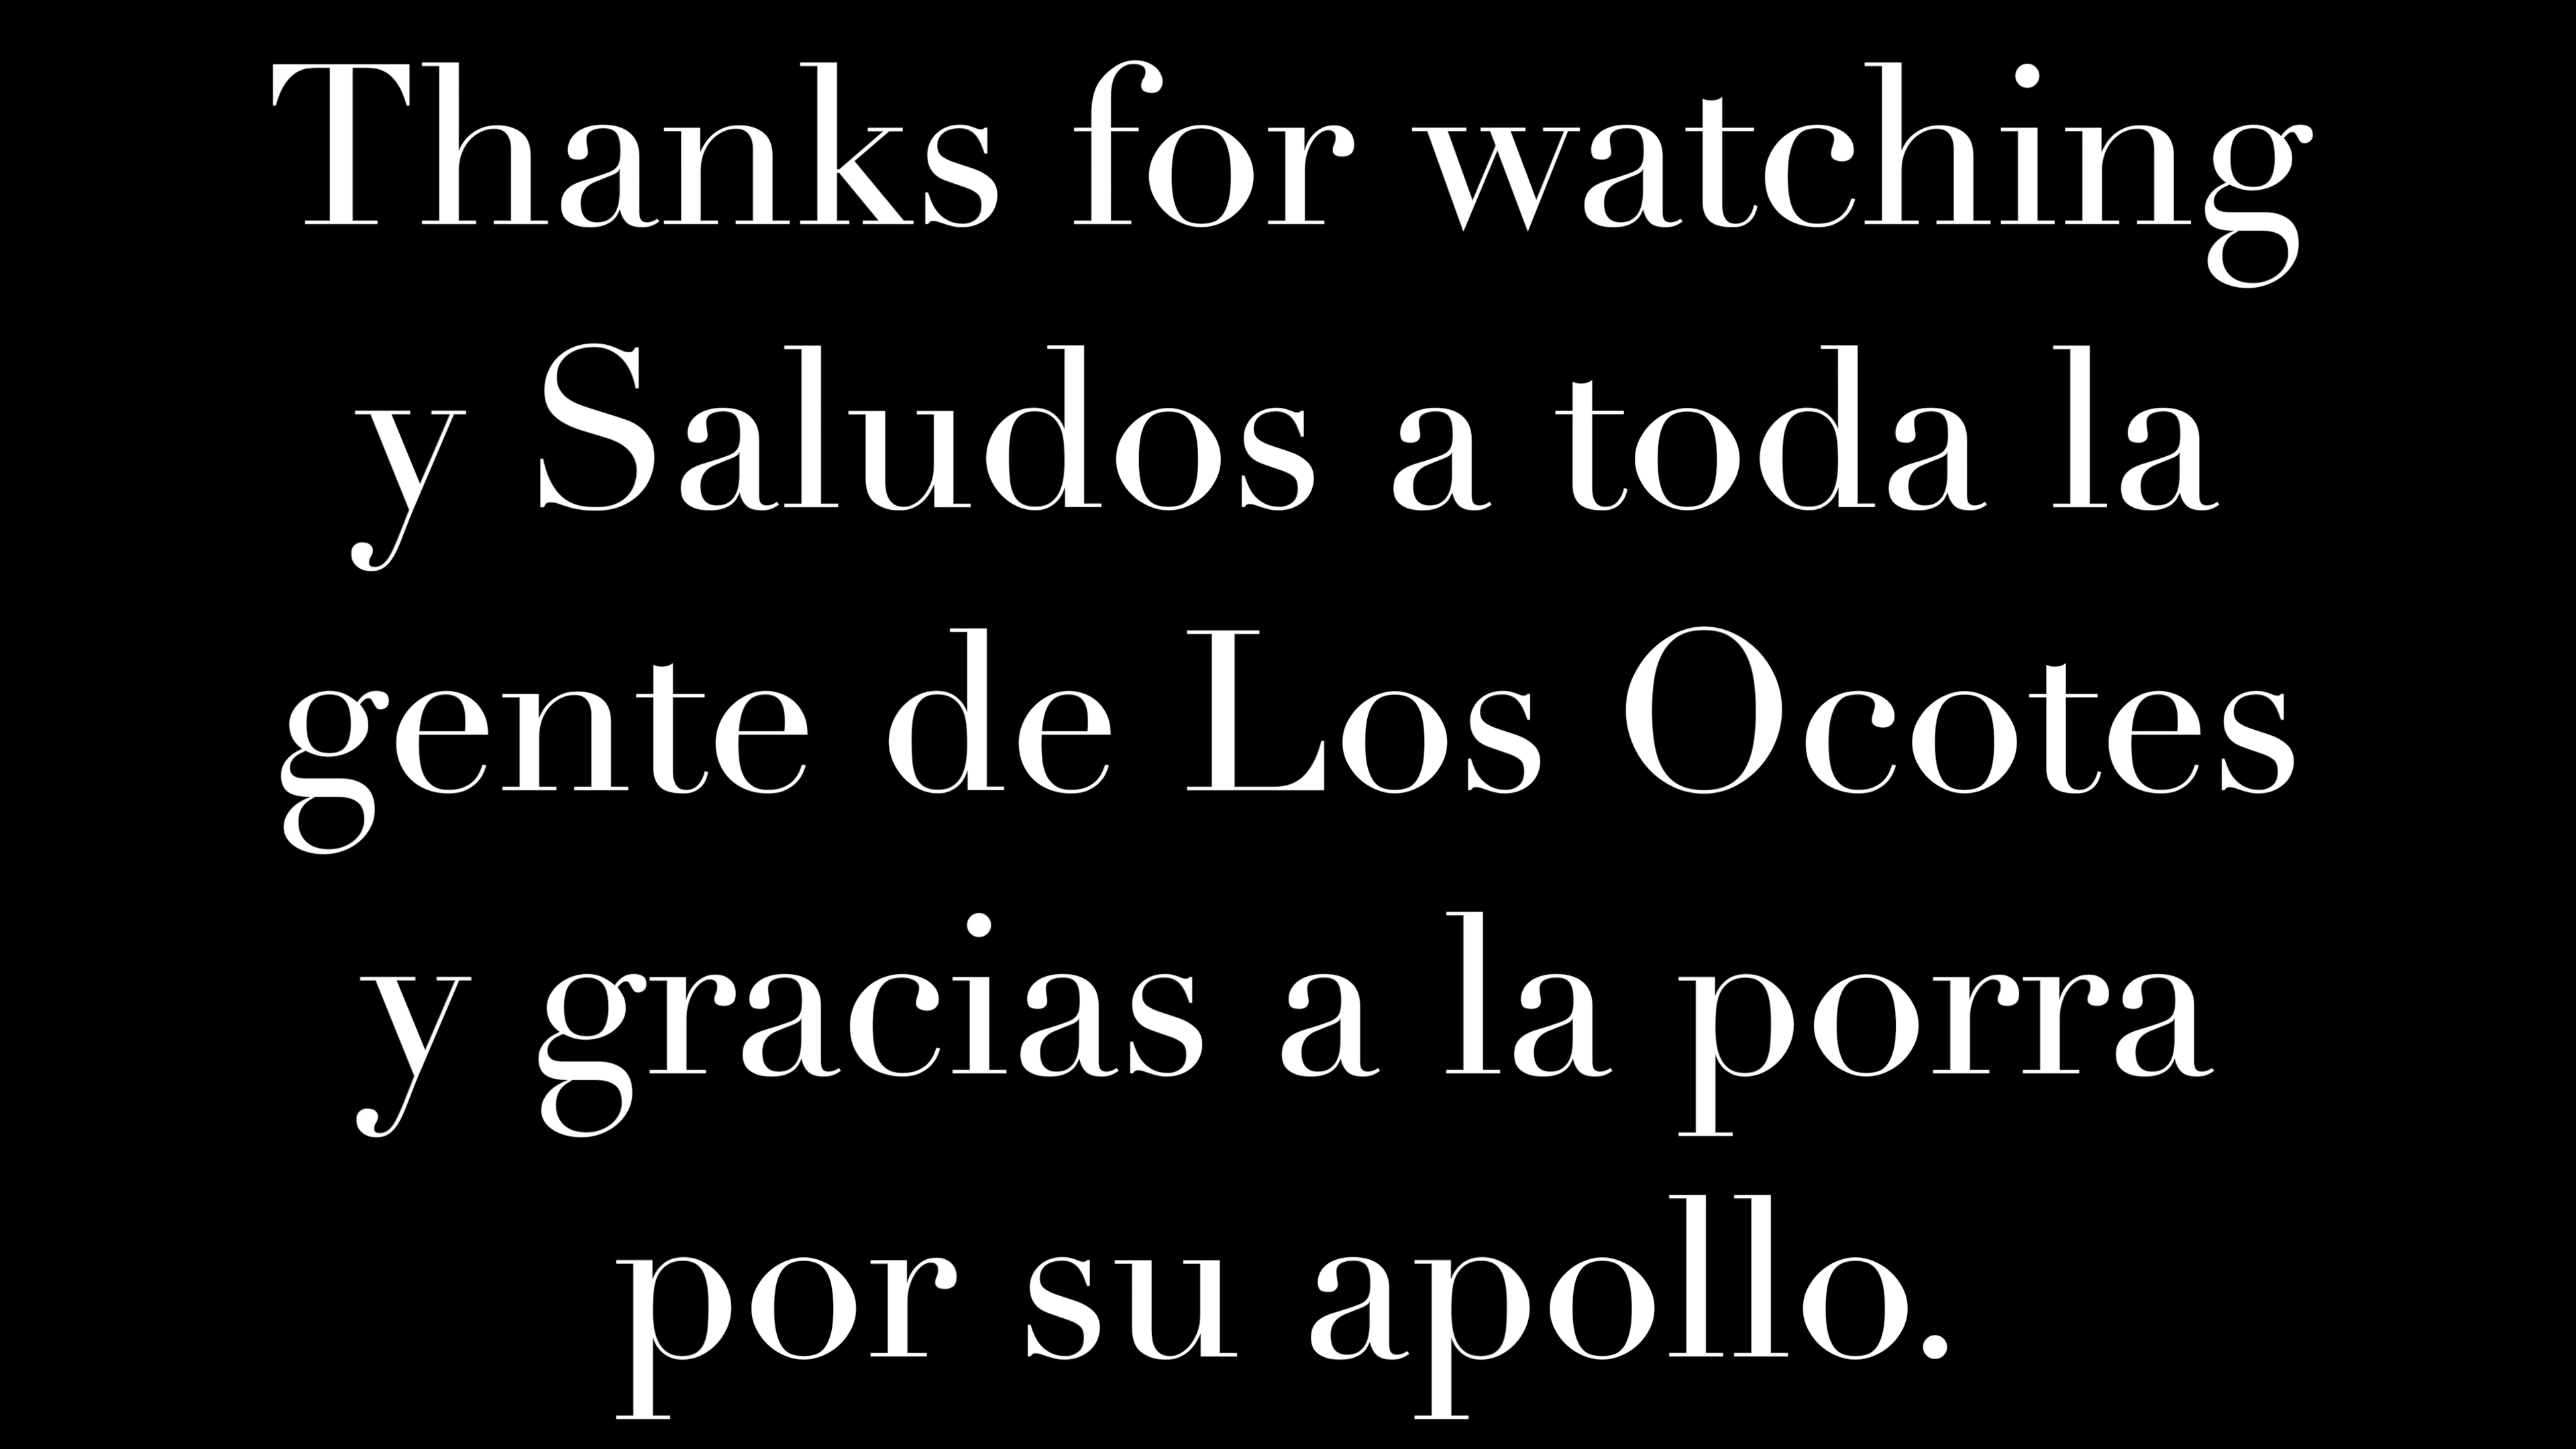 Thanks for watching
y Saludos a toda la
gente de Los Ocotes
y gracias a la porra
por su apollo.